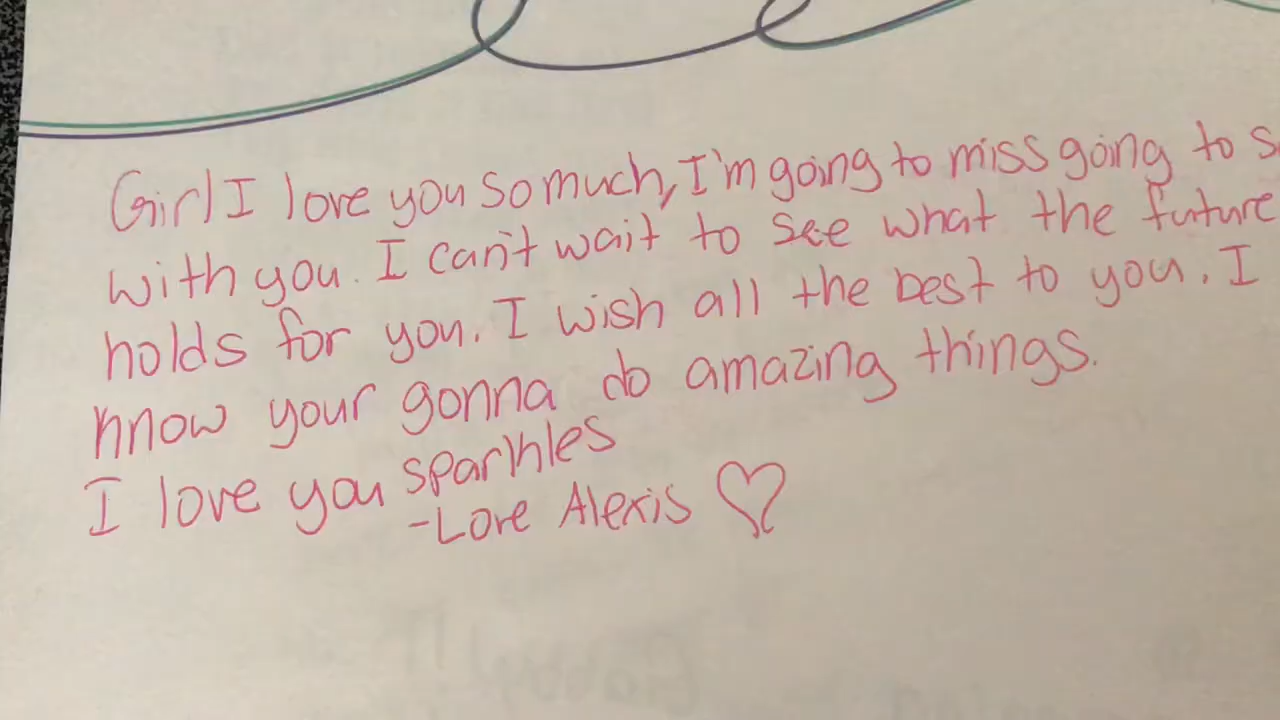 Girl I love you so much, I'm going to miss going to s
with you. I can't wait to see what the future
holds for you. I wish all the best to you. I
know your gonna do amazing things.
I love you sparkles
-Love Alexis ♡